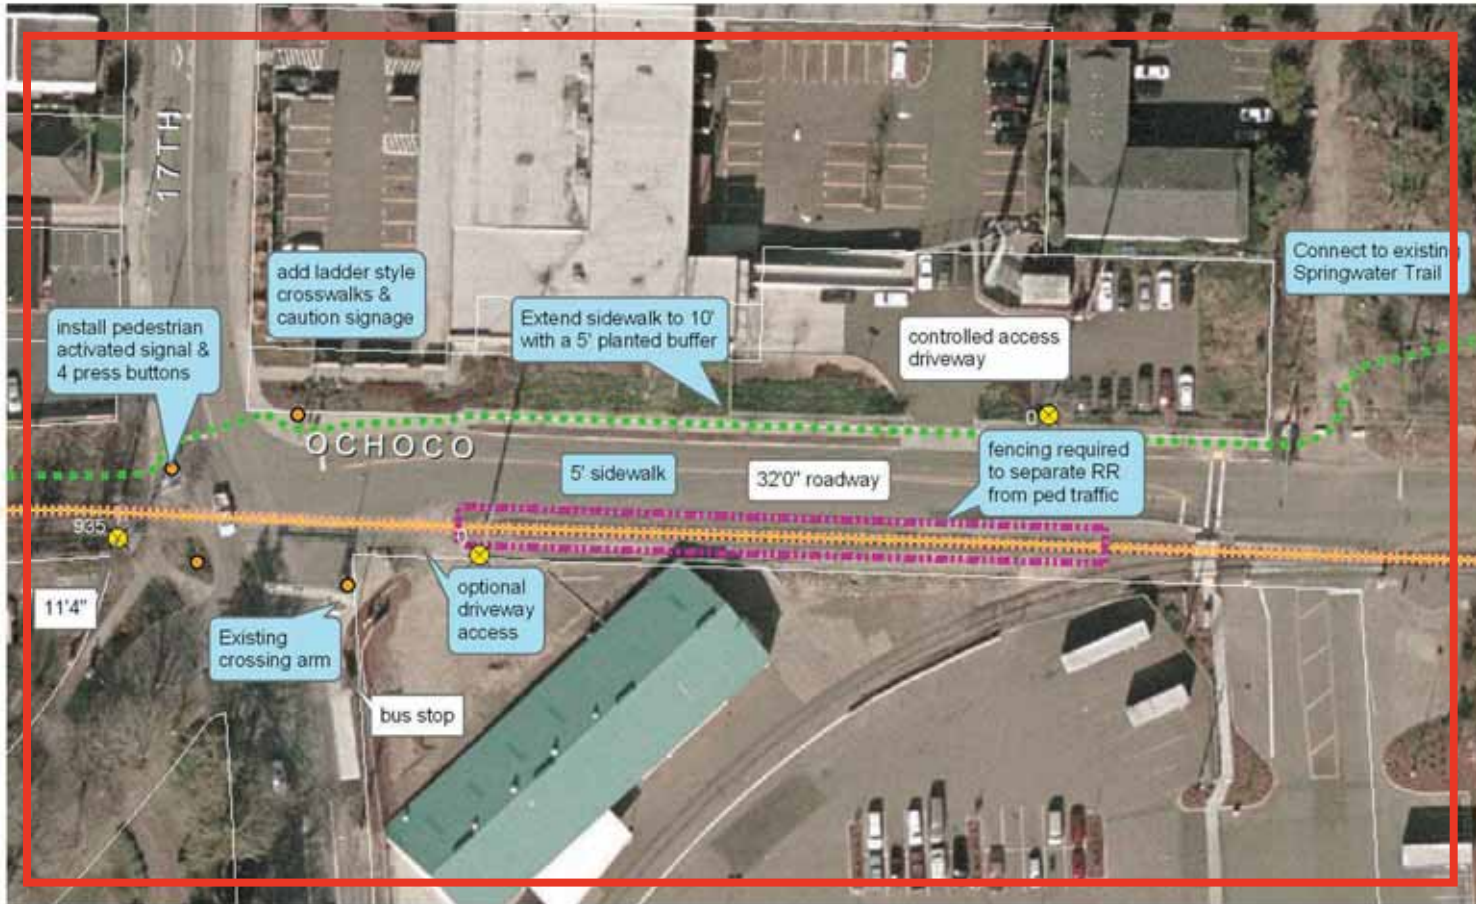 17TH
add ladder style
crosswalks &
caution signage
Connect to existing
Springwater Trail
install pedestrian
activated signal &
4 press buttons
Extend sidewalk to 10'
with a 5' planted buffer
controlled access
driveway
0
OCHOCO
5' sidewalk
32'0" roadway
fencing required
to separate RR
from ped traffic
935
0
11'4"
optional
driveway
access
Existing
crossing arm
bus stop